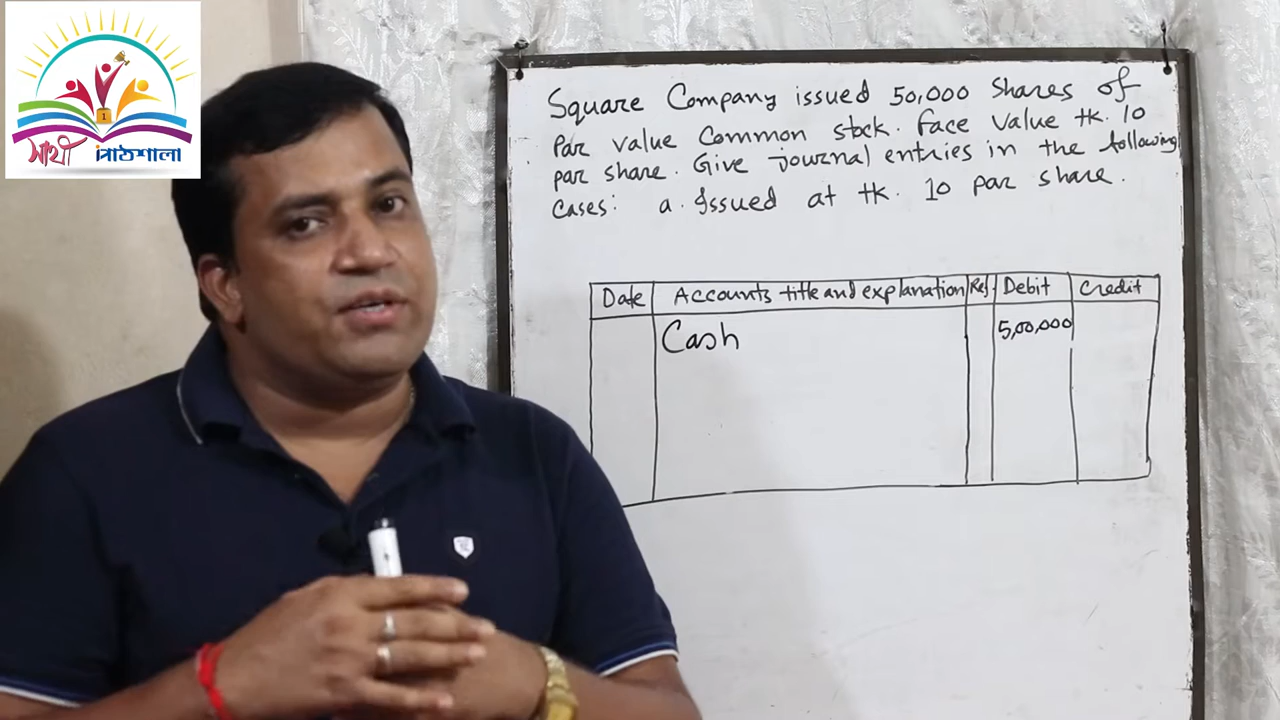 সাথী পাঠশালা
1
Square Company issued 50,000 Shares of
Par value Common stock. Face value tk. 10
par share. Give journal entries in the following
Cases: a. Issued at tk. 10 par share.
Date Accounts title and explanation Ref. Debit Credit
Cash 5,00,000